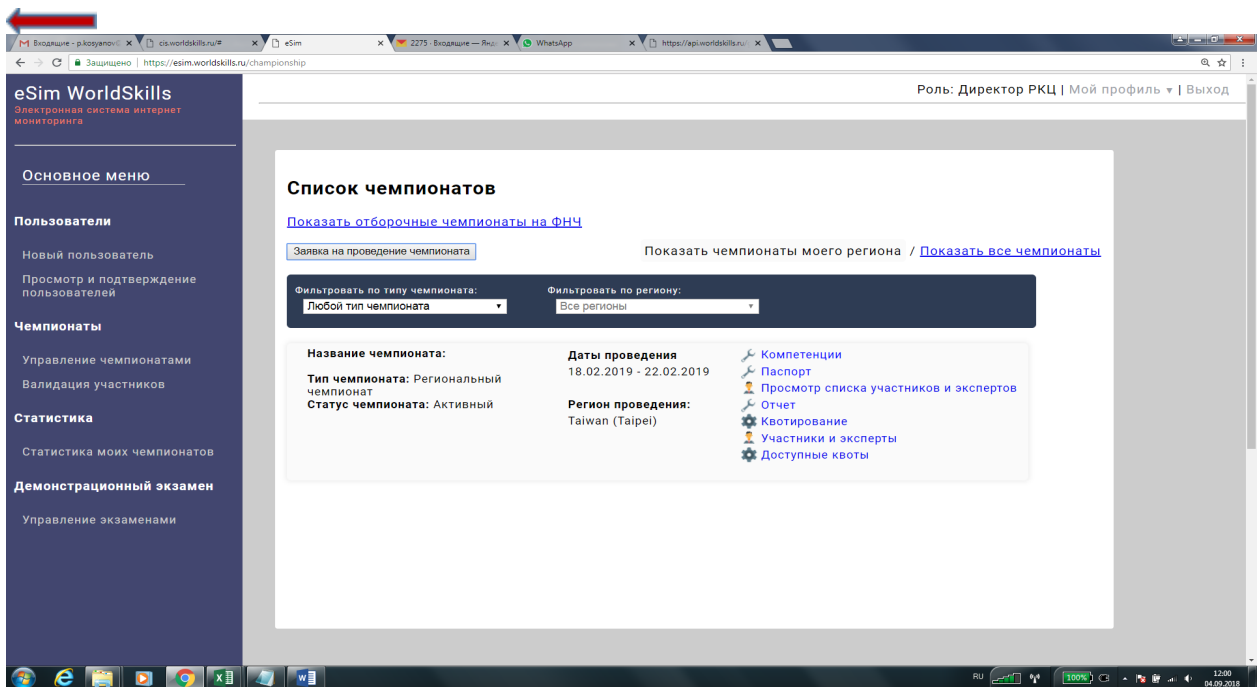 Входящие - p.kosyanov@
cis.worldskills.ru/#
eSim
2275 · Входящие — Янд
WhatsApp
https://api.worldskills.ru/
Защищено | https://esim.worldskills.ru/championship
eSim WorldSkills
Электронная система интернет
мониторинга
Роль: Директор РКЦ | Мой профиль ▼ | Выход
Основное меню
Пользователи
Новый пользователь
Просмотр и подтверждение
пользователей
Чемпионаты
Управление чемпионатами
Валидация участников
Статистика
Статистика моих чемпионатов
Демонстрационный экзамен
Управление экзаменами
Список чемпионатов
Показать отборочные чемпионаты на ФНЧ
Заявка на проведение чемпионата
Показать чемпионаты моего региона / Показать все чемпионаты
Фильтровать по типу чемпионата:
Любой тип чемпионата
Фильтровать по региону:
Все регионы
Название чемпионата:
Тип чемпионата: Региональный
чемпионат
Статус чемпионата: Активный
Даты проведения
18.02.2019 - 22.02.2019
Регион проведения:
Taiwan (Taipei)
Компетенции
Паспорт
Просмотр списка участников и экспертов
Отчет
Квотирование
Участники и эксперты
Доступные квоты
RU
100%
12:00
04.09.2018